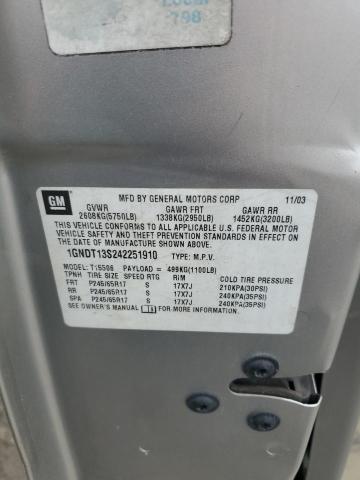 798
GM
MFD BY GENERAL MOTORS CORP 11/03
GVWR GAWR FRT GAWR RR
2608KG(5750LB) 1338KG(2950LB) 1452KG(3200LB)
THIS VEHICLE CONFORMS TO ALL APPLICABLE U.S. FEDERAL MOTOR
VEHICLE SAFETY AND THEFT PREVENTION STANDARDS IN EFFECT
ON THE DATE OF MANUFACTURE SHOWN ABOVE.
1GNDT13S242251910 TYPE: M.P.V.
MODEL: T15506 PAYLOAD = 499KG(1100LB)
TPNH TIRE SIZE SPEED RTG RIM COLD TIRE PRESSURE
FRT P245/65R17 S 17X7J 210KPA(30PSI)
RR P245/65R17 S 17X7J 240KPA(35PSI)
SPA P245/65R17 S 17X7J 240KPA(35PSI)
SEE OWNER'S MANUAL FOR MORE INFORMATION.